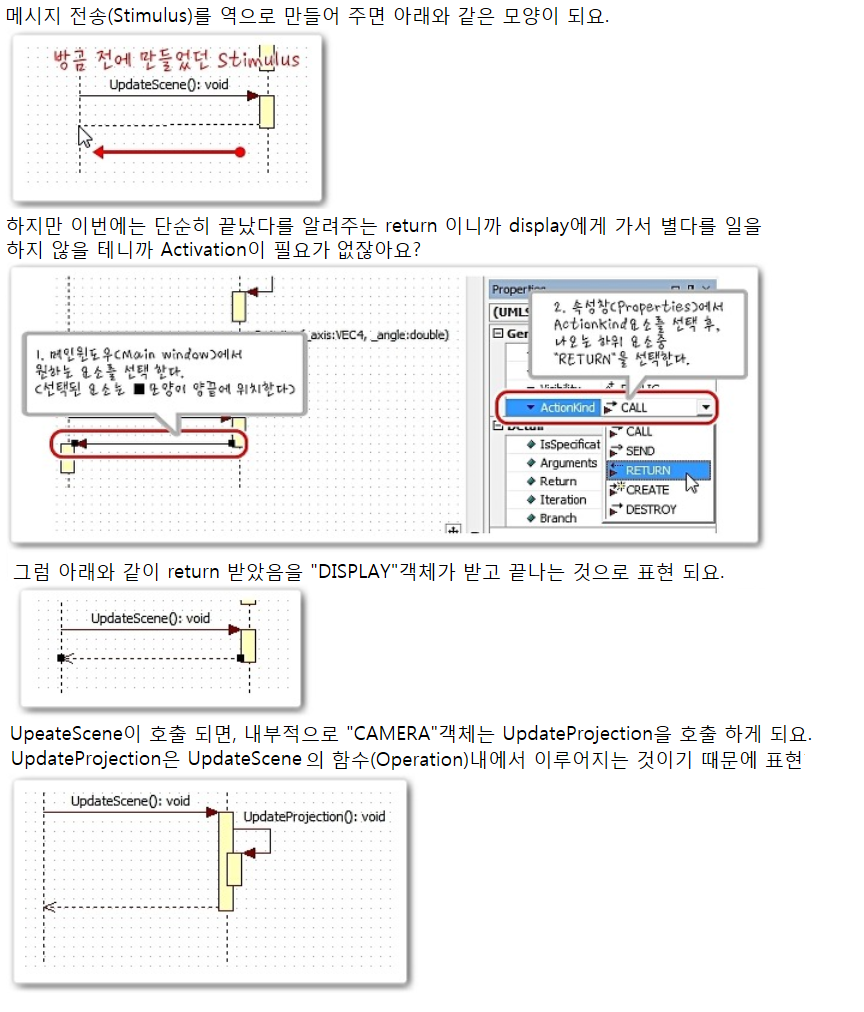 메시지 전송(Stimulus)를 역으로 만들어 주면 아래와 같은 모양이 되요.
방금 전에 만들었던 Stimulus
UpdateScene(): void
하지만 이번에는 단순히 끝났다를 알려주는 return 이니까 display에게 가서 별다를 일을
하지 않을 테니까 Activation이 필요가 없잖아요?
_axis:VEC4, _angle:double)
1. 메인윈도우(Main window)에서
원하는 요소를 선택 한다.
(선택된 요소는 ■모양이 양끝에 위치한다)
Properties
(UML
Gen
2. 속성창(Properties)에서
ActionKind요소를 선택 후,
나오는 하위 요소중
"RETURN"을 선택한다.
ActionKind CALL
CALL
IsSpecificat SEND
Arguments RETURN
Return CREATE
Iteration DESTROY
Branch
그럼 아래와 같이 return 받았음을 "DISPLAY"객체가 받고 끝나는 것으로 표현 되요.
UpdateScene(): void
UpeateScene이 호출 되면, 내부적으로 "CAMERA"객체는 UpdateProjection을 호출 하게 되요.
UpdateProjection은 UpdateScene의 함수(Operation)내에서 이루어지는 것이기 때문에 표현
UpdateScene(): void
UpdateProjection(): void